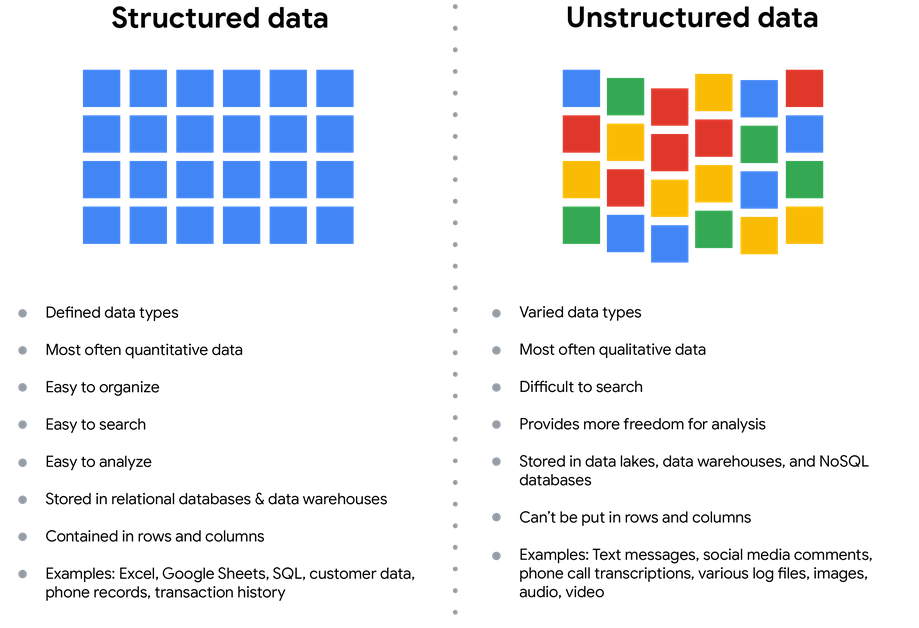 Structured data
Defined data types
Most often quantitative data
Easy to organize
Easy to search
Easy to analyze
Stored in relational databases & data warehouses
Contained in rows and columns
Examples: Excel, Google Sheets, SQL, customer data,
phone records, transaction history
Unstructured data
Varied data types
Most often qualitative data
Difficult to search
Provides more freedom for analysis
Stored in data lakes, data warehouses, and NoSQL
databases
Can't be put in rows and columns
Examples: Text messages, social media comments,
phone call transcriptions, various log files, images,
audio, video